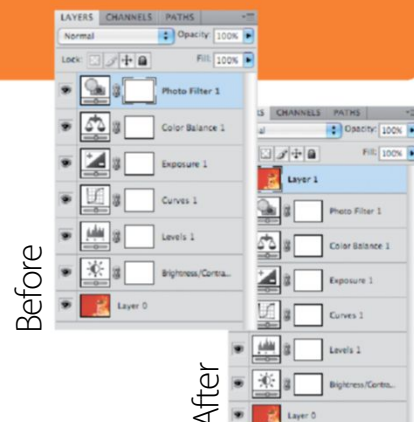 LAYERS CHANNELS PATHS
Normal Opacity: 100%
Lock: Fill: 100%
Photo Filter 1
Color Balance 1
Exposure 1
Curves 1
Levels 1
Brightness/Contra...
Layer 0
Before
CHANNELS PATHS
Opacity: 100%
Fill: 100%
Layer 1
Photo Filter 1
Color Balance 1
Exposure 1
Curves 1
Levels 1
Brightness/Contra...
Layer 0
After